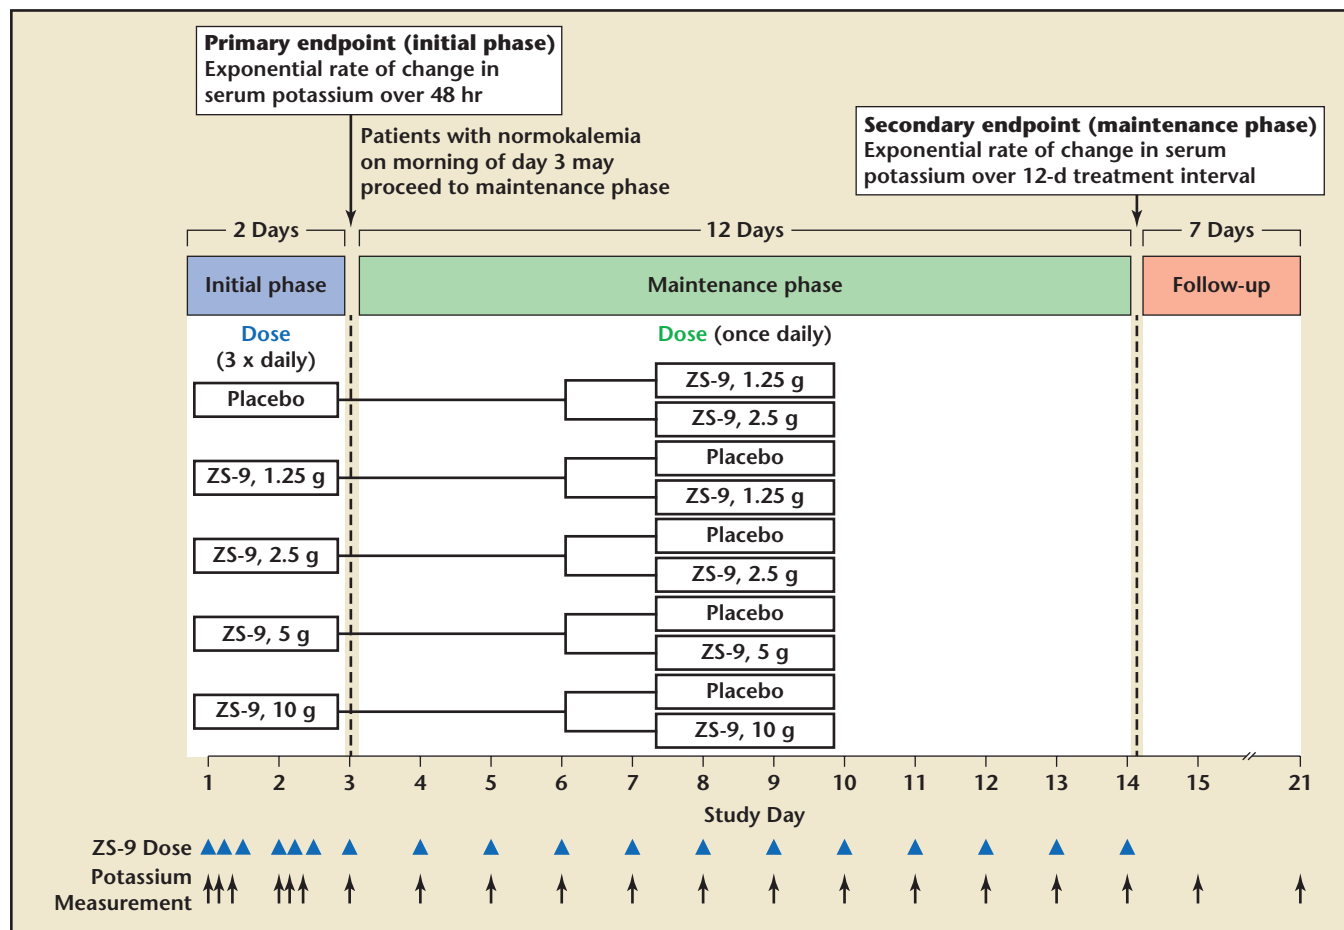 Primary endpoint (initial phase)
Exponential rate of change in
serum potassium over 48 hr
Patients with normokalemia
on morning of day 3 may
proceed to maintenance phase
Secondary endpoint (maintenance phase)
Exponential rate of change in serum
potassium over 12-d treatment interval
2 Days
12 Days
7 Days
Initial phase
Maintenance phase
Follow-up
Dose
(3 x daily)
Dose (once daily)
Placebo
ZS-9, 1.25 g
ZS-9, 2.5 g
ZS-9, 1.25 g
Placebo
ZS-9, 1.25 g
ZS-9, 2.5 g
Placebo
ZS-9, 2.5 g
ZS-9, 5 g
Placebo
ZS-9, 5 g
ZS-9, 10 g
Placebo
ZS-9, 10 g
1 2 3 4 5 6 7 8 9 10 11 12 13 14 15 21
Study Day
ZS-9 Dose
Potassium
Measurement